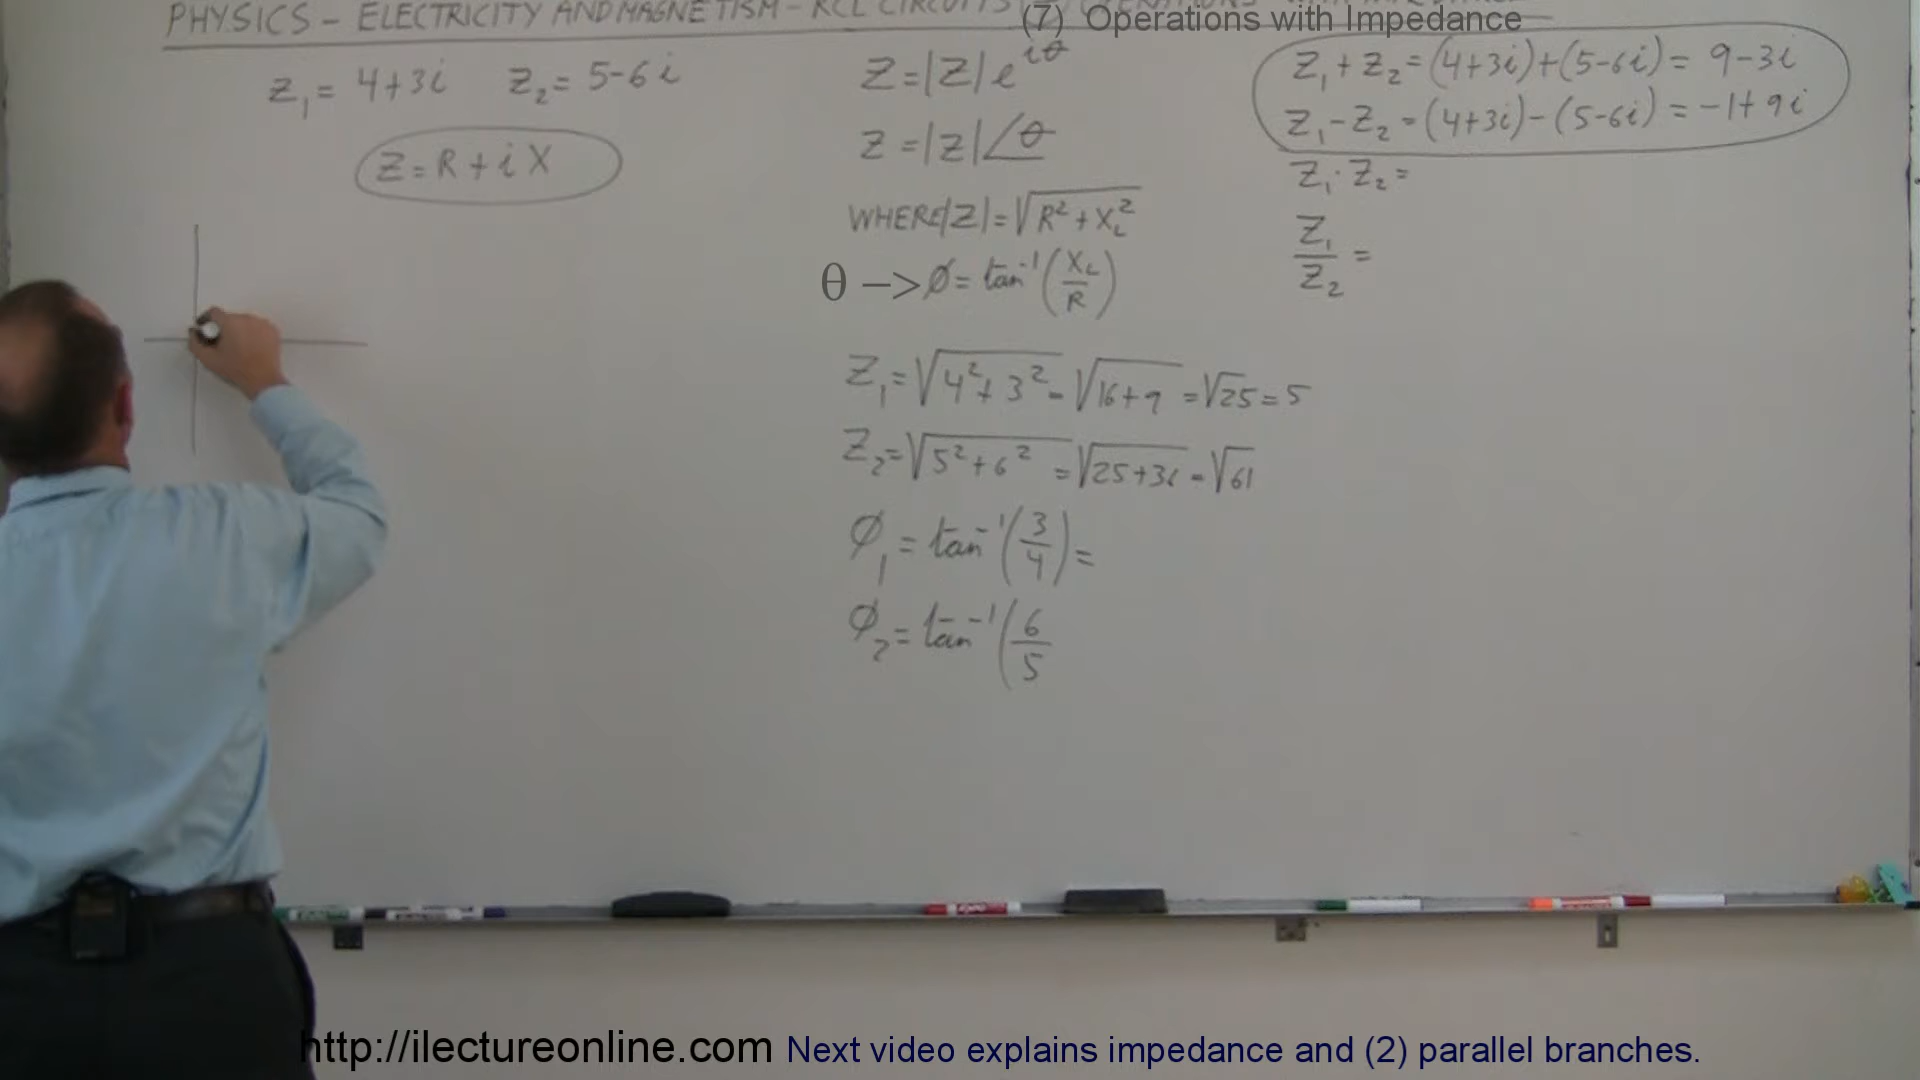 PHYSICS - ELECTRICITY AND MAGNETISM - RCL CIRCUITS
(7) Operations with Impedance
Z₁ = 4+3i Z₂ = 5-6i
Z = R + i X
Z = |Z| e^{iθ}
Z = |Z| ∠θ
WHERE |Z| = √(R² + X_L²)
θ –> Ø = tan⁻¹ (X_L / R)
Z₁ = √(4² + 3²) = √(16+9) = √25 = 5
Z₂ = √(5² + 6²) = √(25+36) = √61
Ø₁ = tan⁻¹ (3/4) =
Ø₂ = tan⁻¹ (6/5
Z₁ + Z₂ = (4+3i) + (5-6i) = 9-3i
Z₁ - Z₂ = (4+3i) - (5-6i) = -1+9i
Z₁ · Z₂ =
Z₁ / Z₂ =
http://ilectureonline.com Next video explains impedance and (2) parallel branches.